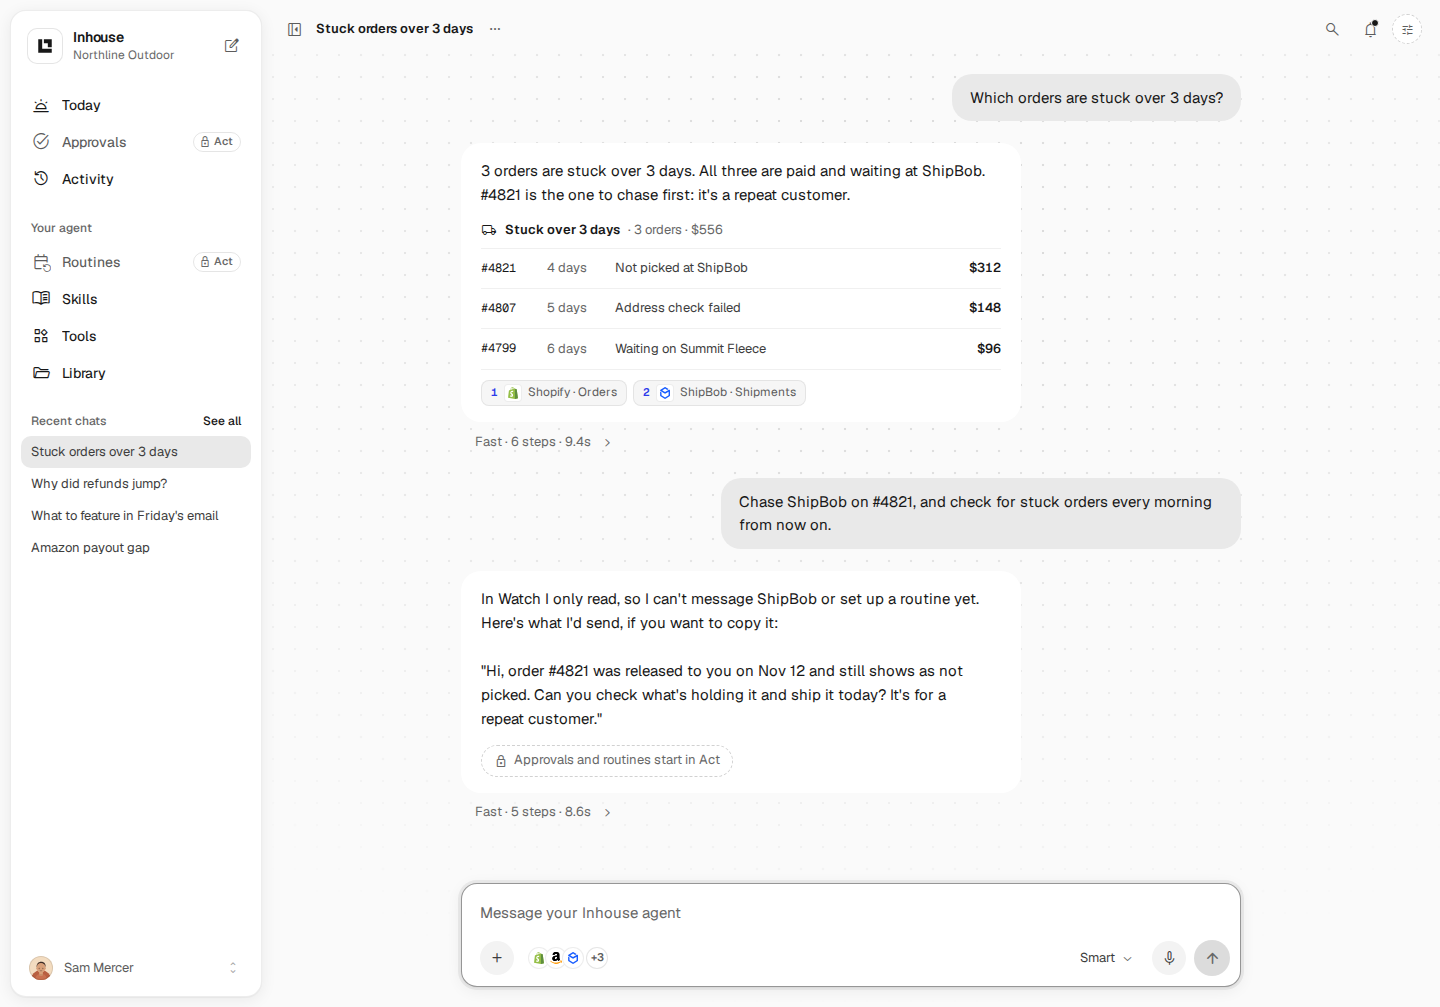 Inhouse
Northline Outdoor
Today
Approvals
Act
Activity
Your agent
Routines
Act
Skills
Tools
Library
Recent chats
See all
Stuck orders over 3 days
Why did refunds jump?
What to feature in Friday's email
Amazon payout gap
Sam Mercer
Stuck orders over 3 days
Which orders are stuck over 3 days?
3 orders are stuck over 3 days. All three are paid and waiting at ShipBob.
#4821 is the one to chase first: it's a repeat customer.
Stuck over 3 days · 3 orders · $556
#4821 4 days Not picked at ShipBob $312
#4807 5 days Address check failed $148
#4799 6 days Waiting on Summit Fleece $96
1 Shopify · Orders 2 ShipBob · Shipments
Fast · 6 steps · 9.4s
Chase ShipBob on #4821, and check for stuck orders every morning
from now on.
In Watch I only read, so I can't message ShipBob or set up a routine yet.
Here's what I'd send, if you want to copy it:
"Hi, order #4821 was released to you on Nov 12 and still shows as not
picked. Can you check what's holding it and ship it today? It's for a
repeat customer."
Approvals and routines start in Act
Fast · 5 steps · 8.6s
Message your Inhouse agent
+3
Smart